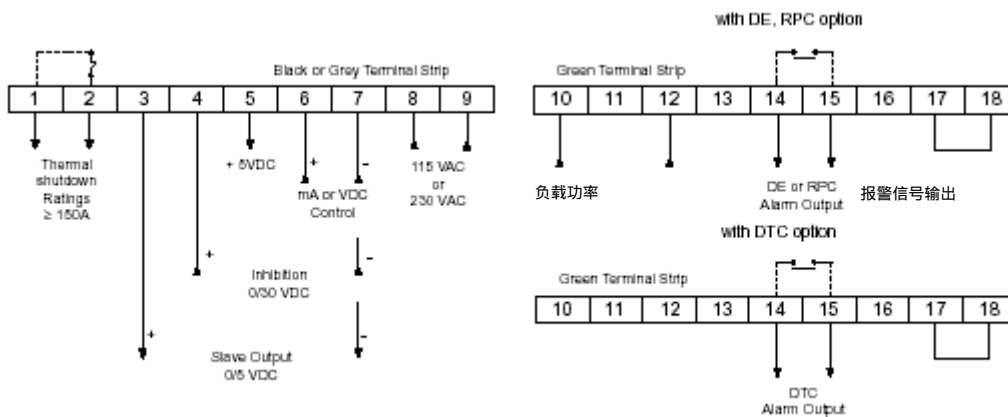 with DE, RPC option
Black or Grey Terminal Strip
Green Terminal Strip
1 2 3 4 5 6 7 8 9
10 11 12 13 14 15 16 17 18
Thermal
shutdown
Ratings
≥ 150A
+ 5VDC
+ -
mA or VDC
Control
115 VAC
or
230 VAC
负载功率
DE or RPC
Alarm Output
报警信号输出
+ -
Inhibition
0/30 VDC
+ -
Slave Output
0/5 VDC
with DTC option
Green Terminal Strip
10 11 12 13 14 15 16 17 18
DTC
Alarm Output